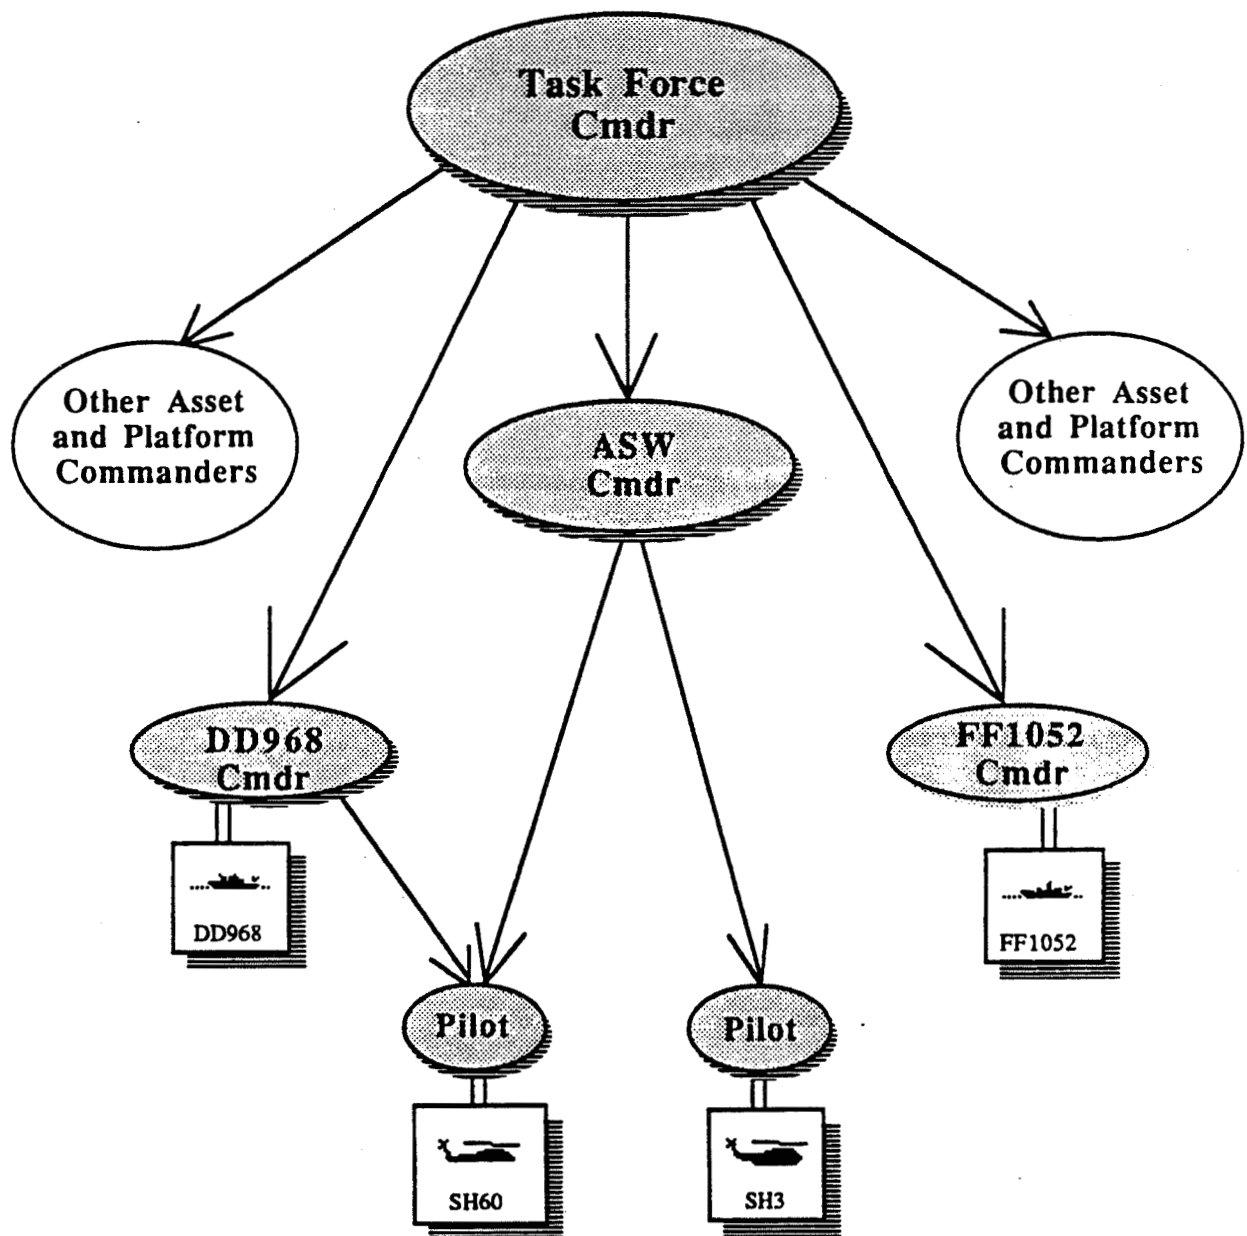 Task Force
Cmdr
Other Asset
and Platform
Commanders
ASW
Cmdr
Other Asset
and Platform
Commanders
DD968
Cmdr
FF1052
Cmdr
DD968
FF1052
Pilot
Pilot
SH60
SH3